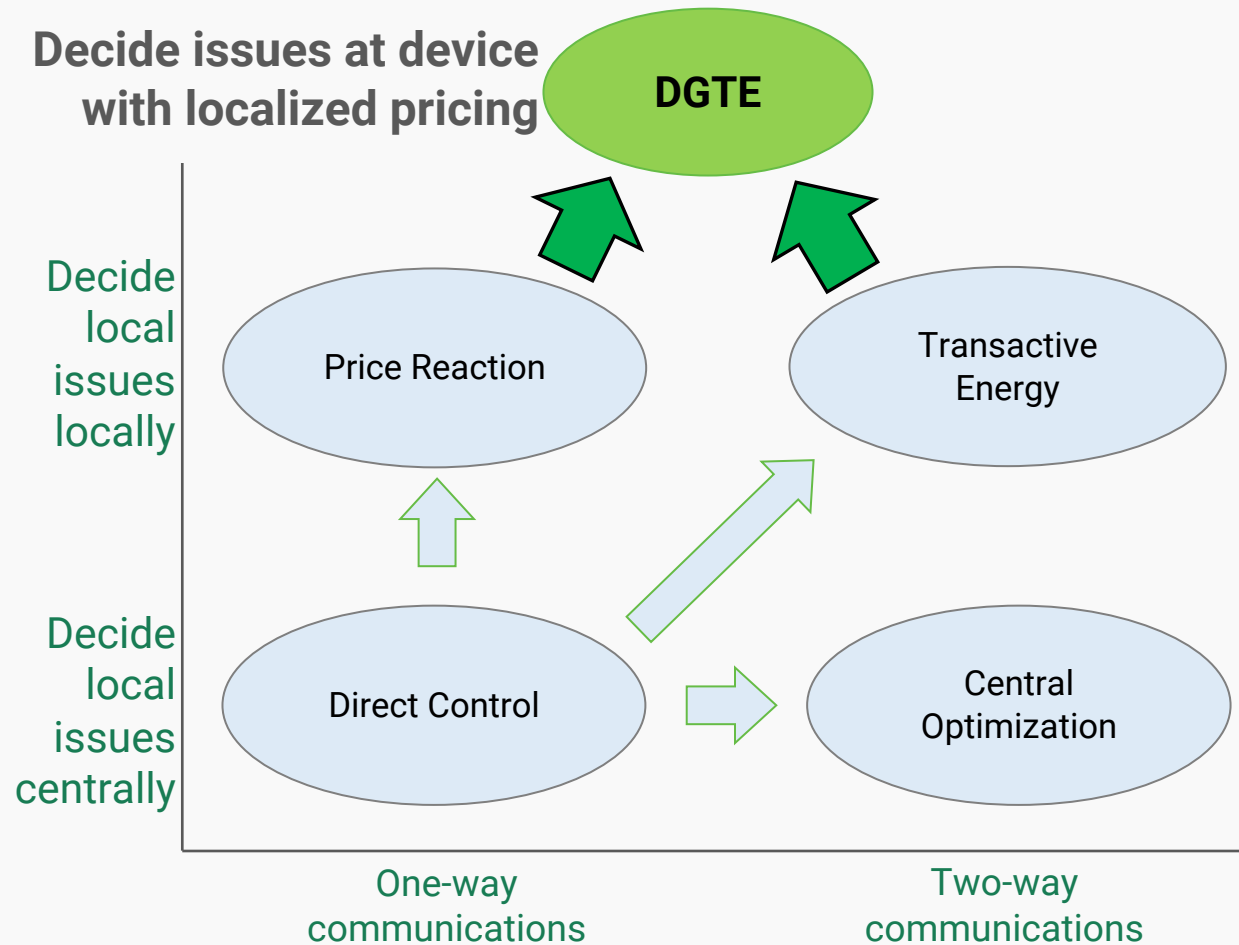 Decide issues at device
with localized pricing
DGTE
Decide
local
issues
locally
Price Reaction
Transactive
Energy
Decide
local
issues
centrally
Direct Control
Central
Optimization
One-way
communications
Two-way
communications